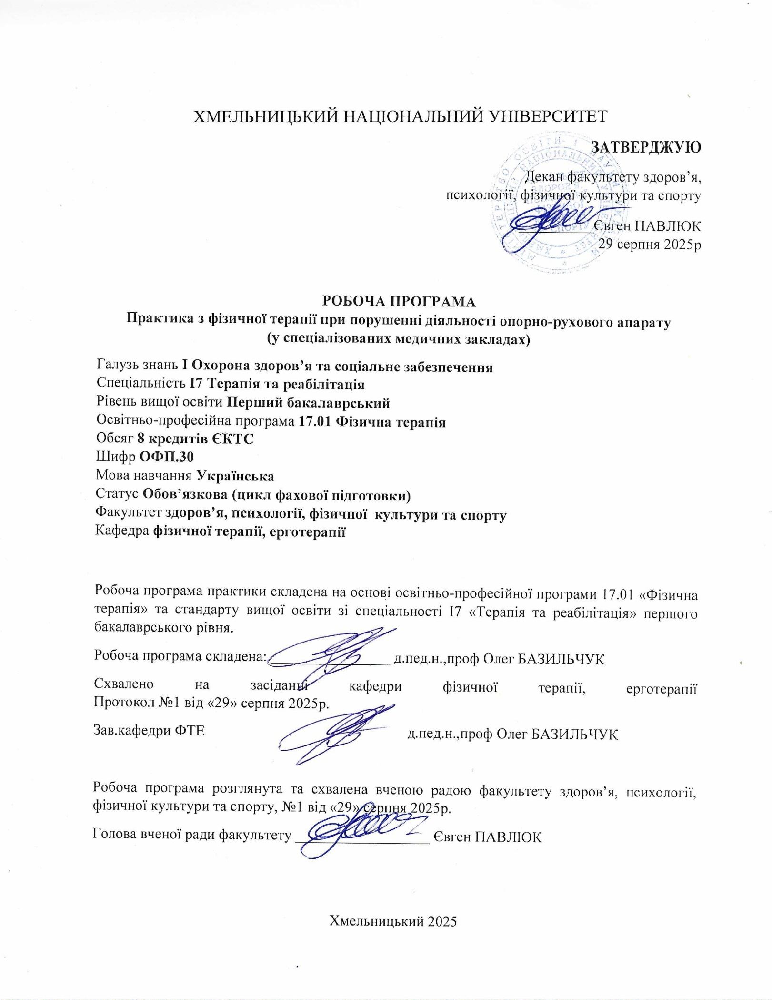 ХМЕЛЬНИЦЬКИЙ НАЦІОНАЛЬНИЙ УНІВЕРСИТЕТ
ЗАТВЕРДЖУЮ
Декан факультету здоров’я,
психології, фізичної культури та спорту
__________Євген ПАВЛЮК
29 серпня 2025р
РОБОЧА ПРОГРАМА
Практика з фізичної терапії при порушенні діяльності опорно-рухового апарату
(у спеціалізованих медичних закладах)
Галузь знань І Охорона здоров’я та соціальне забезпечення
Спеціальність І7 Терапія та реабілітація
Рівень вищої освіти Перший бакалаврський
Освітньо-професійна програма 17.01 Фізична терапія
Обсяг 8 кредитів ЄКТС
Шифр ОФП.30
Мова навчання Українська
Статус Обов’язкова (цикл фахової підготовки)
Факультет здоров’я, психології, фізичної культури та спорту
Кафедра фізичної терапії, ерготерапії
Робоча програма практики складена на основі освітньо-професійної програми 17.01 «Фізична
терапія» та стандарту вищої освіти зі спеціальності І7 «Терапія та реабілітація» першого
бакалаврського рівня.
Робоча програма складена:________________ д.пед.н.,проф Олег БАЗИЛЬЧУК
Схвалено на засіданні кафедри фізичної терапії, ерготерапії
Протокол №1 від «29» серпня 2025р.
Зав.кафедри ФТЕ д.пед.н.,проф Олег БАЗИЛЬЧУК
Робоча програма розглянута та схвалена вченою радою факультету здоров’я, психології,
фізичної культури та спорту, №1 від «29» серпня 2025р.
Голова вченої ради факультету __________________ Євген ПАВЛЮК
Хмельницький 2025